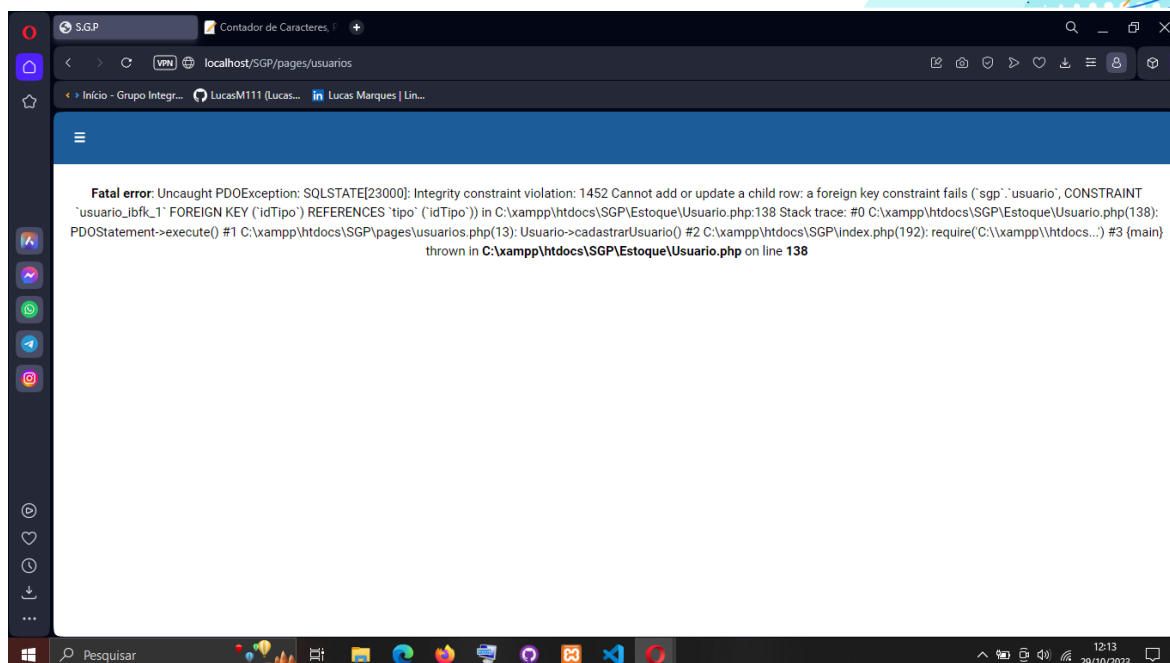 S.G.P
Contador de Caracteres, P
VPN localhost/SGP/pages/usuarios
Início - Grupo Integr... LucasM111 (Lucas... in Lucas Marques | Lin...
Fatal error: Uncaught PDOException: SQLSTATE[23000]: Integrity constraint violation: 1452 Cannot add or update a child row: a foreign key constraint fails (`sgp`.`usuario`, CONSTRAINT
`usuario_ibfk_1` FOREIGN KEY (`idTipo`) REFERENCES `tipo` (`idTipo`)) in C:\xampp\htdocs\SGP\Estoque\Usuario.php:138 Stack trace: #0 C:\xampp\htdocs\SGP\Estoque\Usuario.php(138):
PDOStatement->execute() #1 C:\xampp\htdocs\SGP\pages\usuarios.php(13): Usuario->cadastrarUsuario() #2 C:\xampp\htdocs\SGP\index.php(192): require('C:\\xampp\\htdocs...') #3 {main}
thrown in C:\xampp\htdocs\SGP\Estoque\Usuario.php on line 138
Pesquisar
12:13
29/10/2023